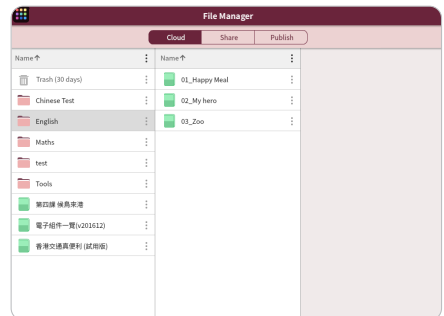 File Manager
Cloud Share Publish
Name↑ Name↑
Trash (30 days) 01_Happy Meal
Chinese Test 02_My hero
English 03_Zoo
Maths
test
Tools
第四課 候鳥來港
電子組件一覽(v201612)
香港交通真便利 (試用版)